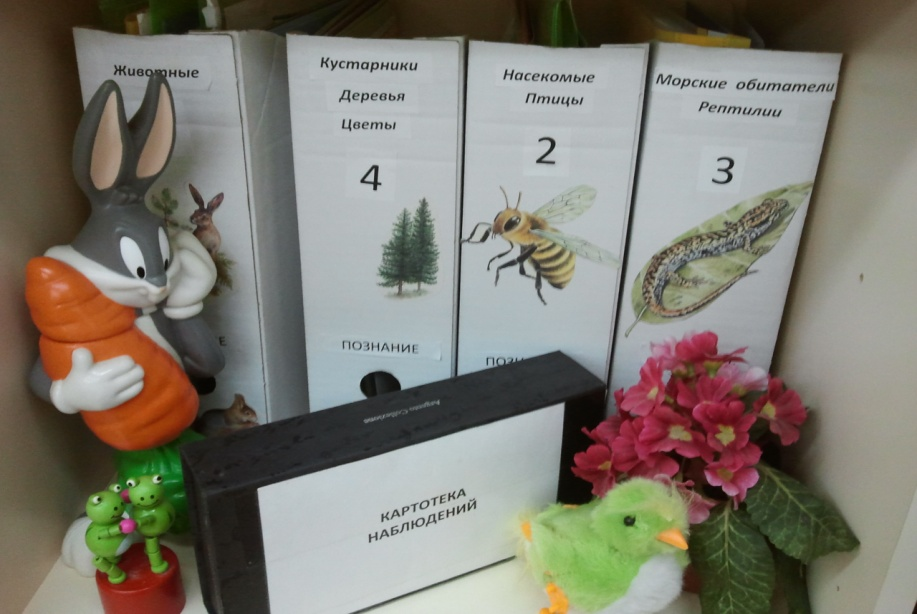 Животные
Кустарники
Деревья
Цветы
4
ПОЗНАНИЕ
Насекомые
Птицы
2
Морские обитатели
Рептилии
3
КАРТОТЕКА
НАБЛЮДЕНИЙ